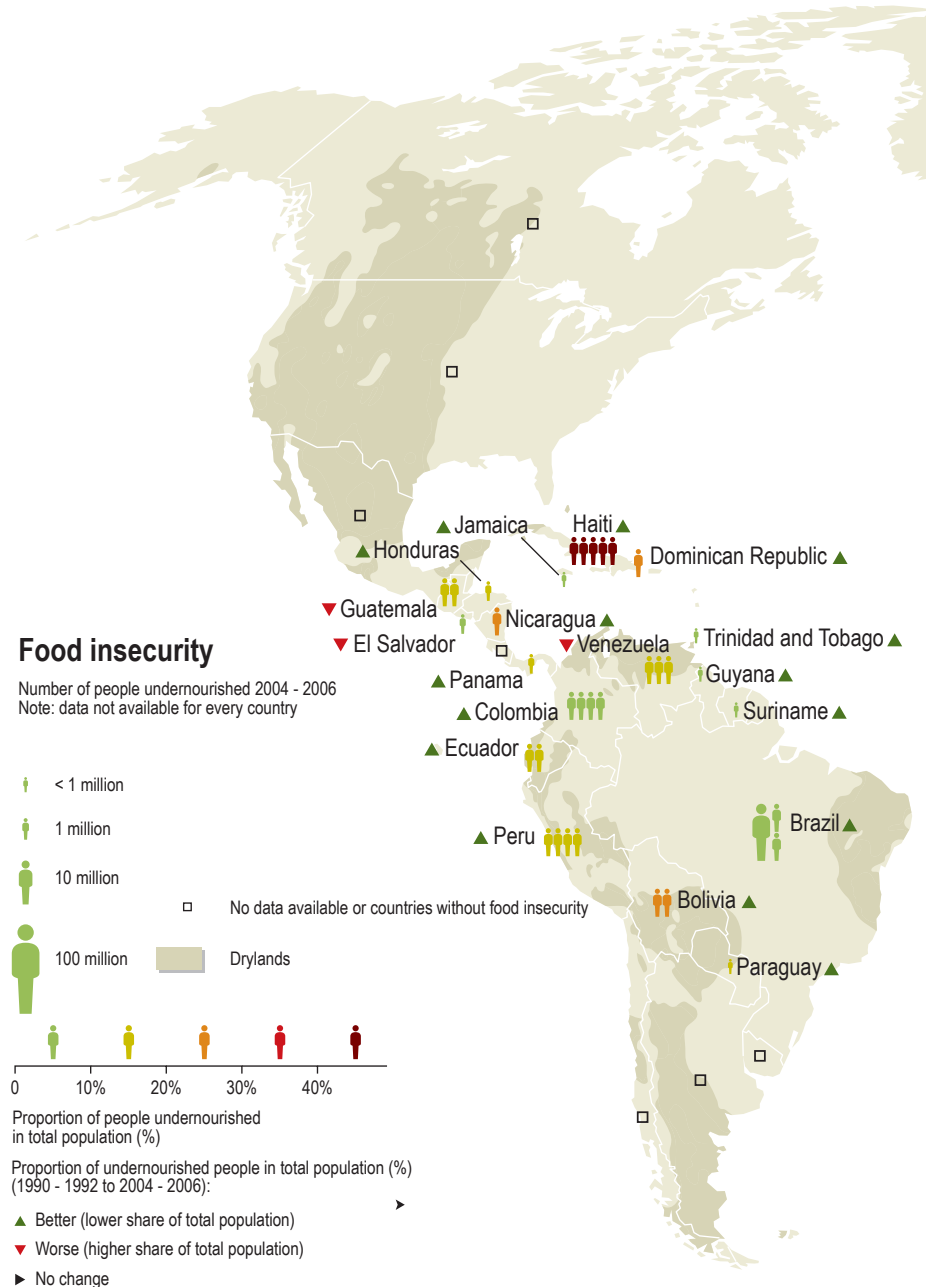 Jamaica
Haiti
Honduras
Dominican Republic
Guatemala
Nicaragua
El Salvador
Venezuela
Trinidad and Tobago
Panama
Guyana
Colombia
Suriname
Ecuador
Peru
Brazil
Bolivia
Paraguay
Food insecurity
Number of people undernourished 2004 - 2006
Note: data not available for every country
< 1 million
1 million
10 million
100 million
No data available or countries without food insecurity
Drylands
0 10% 20% 30% 40%
Proportion of people undernourished
in total population (%)
Proportion of undernourished people in total population (%)
(1990 - 1992 to 2004 - 2006):
Better (lower share of total population)
Worse (higher share of total population)
No change